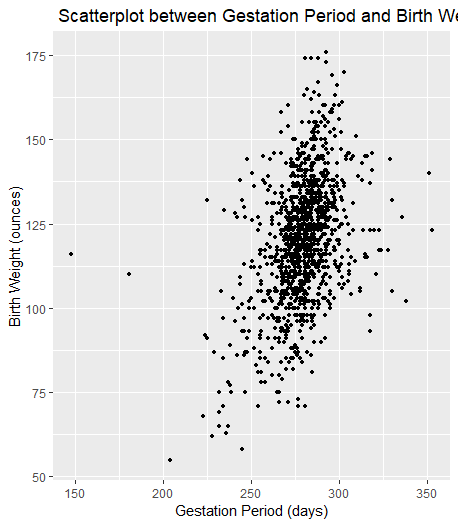 Scatterplot between Gestation Period and Birth We
175
150
125
100
75
50
Birth Weight (ounces)
150 200 250 300 350
Gestation Period (days)